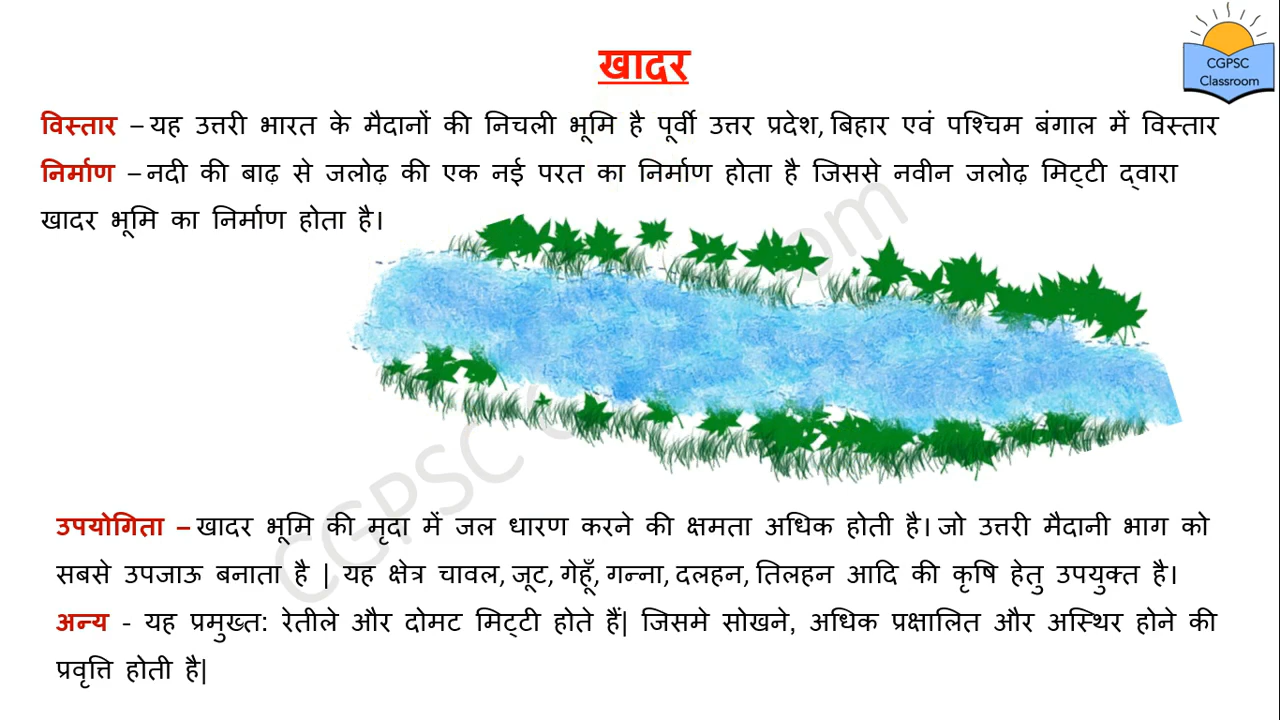 खादर
CGPSC
Classroom
विस्तार – यह उत्तरी भारत के मैदानों की निचली भूमि है पूर्वी उत्तर प्रदेश, बिहार एवं पश्चिम बंगाल में विस्तार
निर्माण – नदी की बाढ़ से जलोढ़ की एक नई परत का निर्माण होता है जिससे नवीन जलोढ़ मिट्टी द्वारा
खादर भूमि का निर्माण होता है।
उपयोगिता – खादर भूमि की मृदा में जल धारण करने की क्षमता अधिक होती है। जो उत्तरी मैदानी भाग को
सबसे उपजाऊ बनाता है | यह क्षेत्र चावल, जूट, गेहूँ, गन्ना, दलहन, तिलहन आदि की कृषि हेतु उपयुक्त है।
अन्य - यह प्रमुख्त: रेतीले और दोमट मिट्टी होते हैं| जिसमे सोखने, अधिक प्रक्षालित और अस्थिर होने की
प्रवृत्ति होती है|